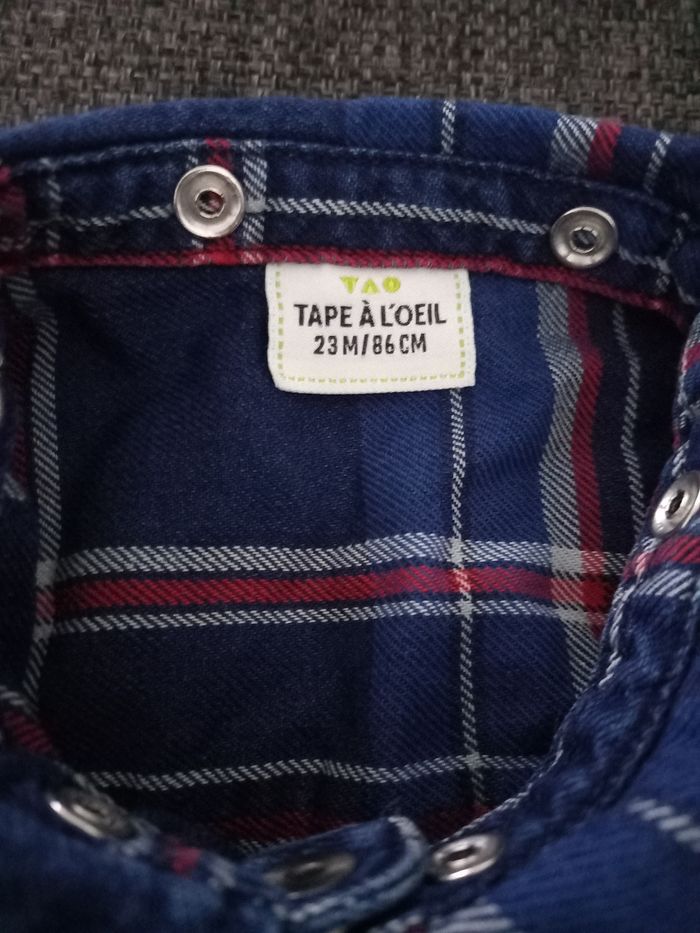 TAO
TAPE À L'OEIL
23M/86CM